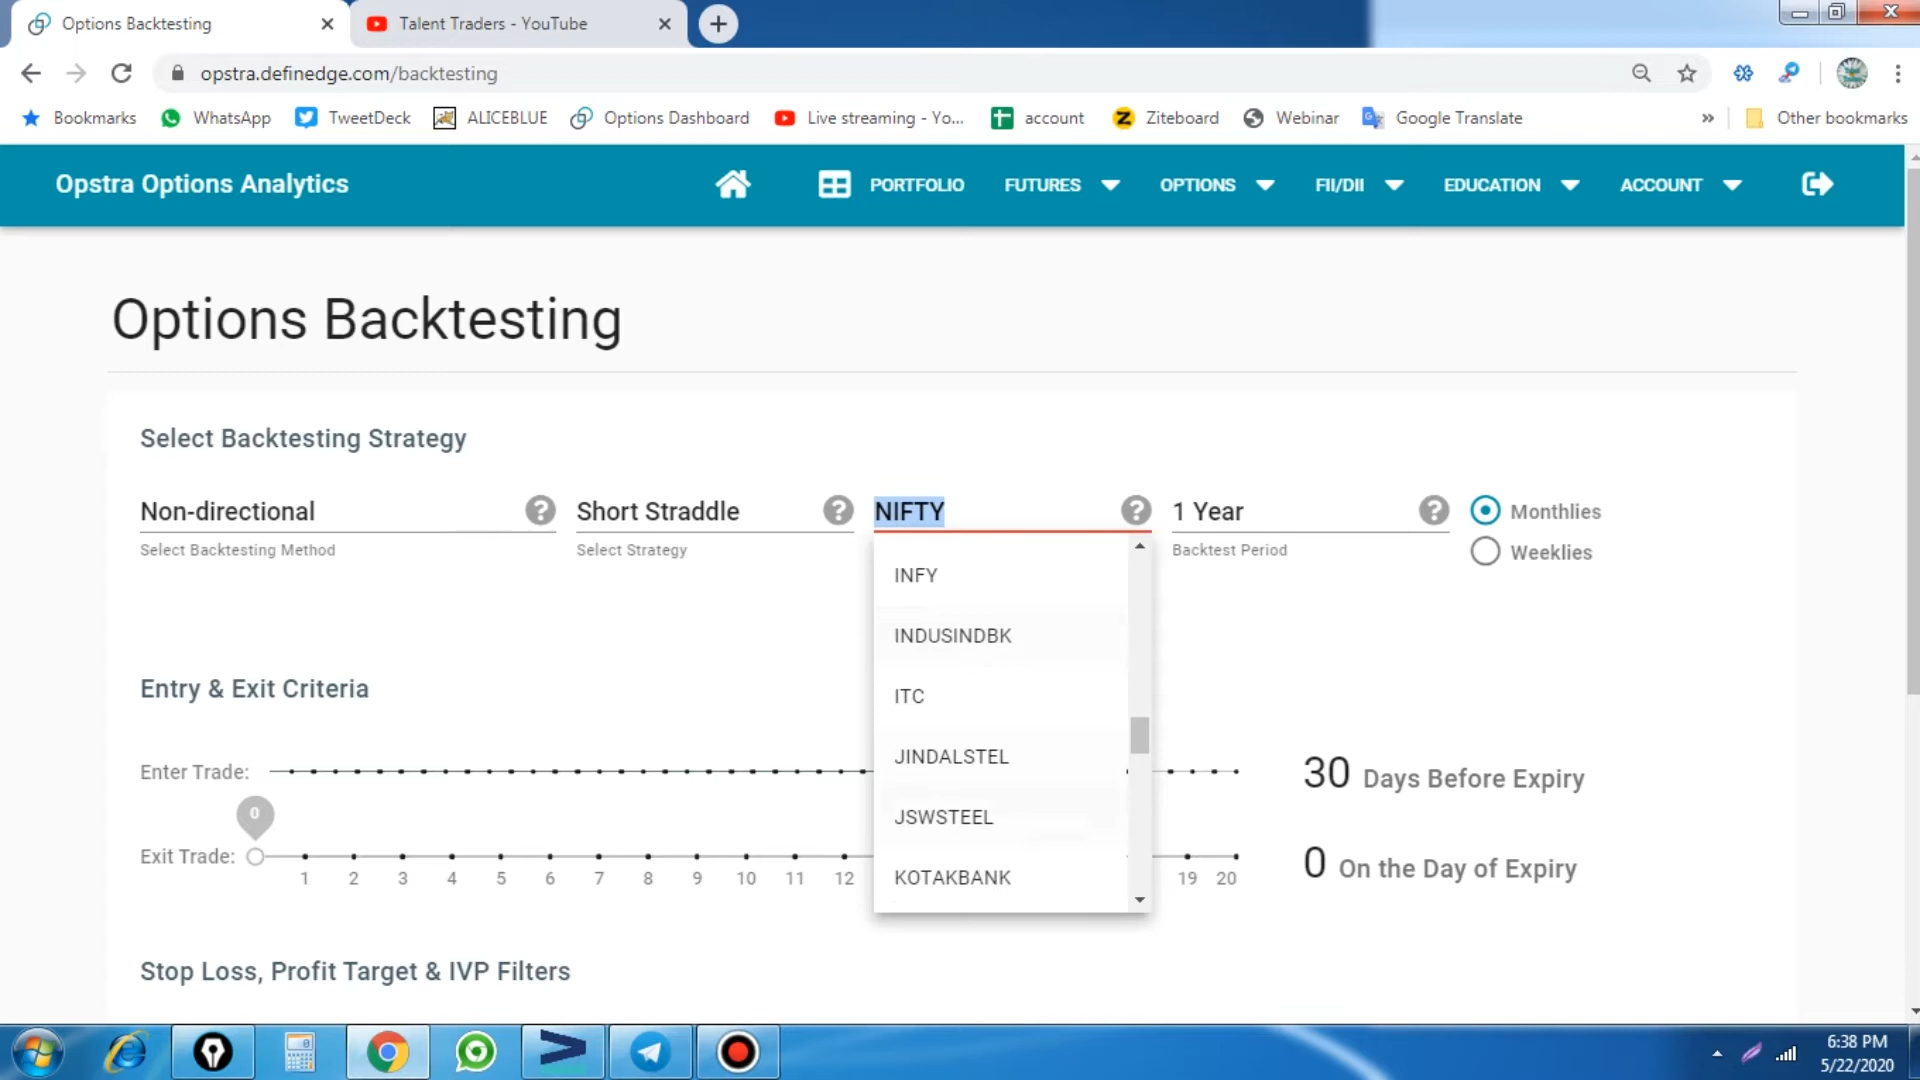 Options Backtesting
Talent Traders - YouTube
opstra.definedge.com/backtesting
Bookmarks WhatsApp TweetDeck ALICEBLUE Options Dashboard Live streaming - Yo... account Ziteboard Webinar Google Translate » Other bookmarks
Opstra Options Analytics PORTFOLIO FUTURES OPTIONS FII/DII EDUCATION ACCOUNT
Options Backtesting
Select Backtesting Strategy
Non-directional ? Short Straddle ? NIFTY ? 1 Year ? Monthlies
Select Backtesting Method Select Strategy Backtest Period Weeklies
INFY
INDUSINDBK
ITC
JINDALSTEL
JSWSTEEL
KOTAKBANK
Entry & Exit Criteria
Enter Trade: 30 Days Before Expiry
0
Exit Trade: 0 On the Day of Expiry
1 2 3 4 5 6 7 8 9 10 11 12 19 20
Stop Loss, Profit Target & IVP Filters
6:38 PM
5/22/2020